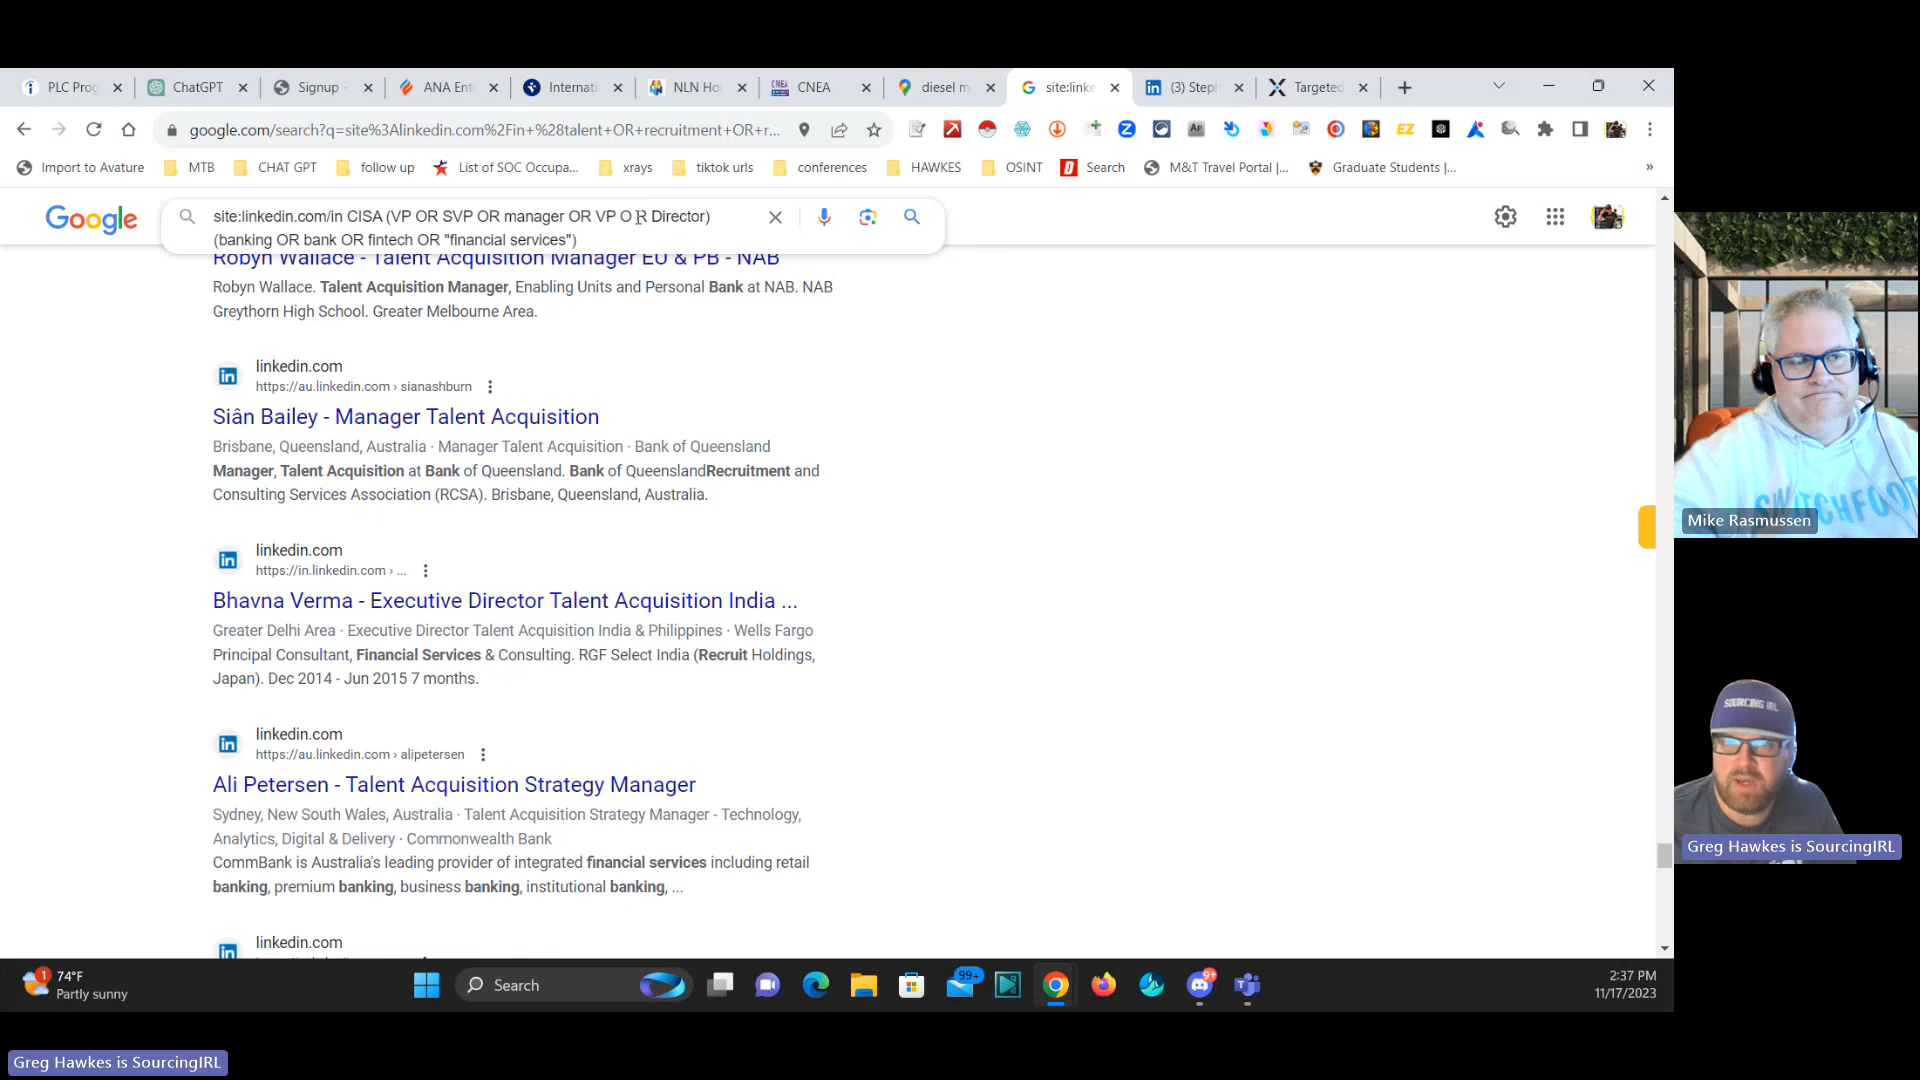 PLC Prog
ChatGPT
Signup -
ANA Ent
Internati
NLN Hom
CNEA
CNEA
diesel m
site:linke
(3) Steph
Targeted
google.com/search?q=site%3Alinkedin.com%2Fin+%28talent+OR+recruitment+OR+r...
Import to Avature
MTB
CHAT GPT
follow up
List of SOC Occupa...
xrays
tiktok urls
conferences
HAWKES
OSINT
Search
M&T Travel Portal |...
Graduate Students |...
»
Google
site:linkedin.com/in CISA (VP OR SVP OR manager OR VP O R Director)
(banking OR bank OR fintech OR "financial services")
Robyn Wallace - Talent Acquisition Manager EU & PB - NAB
Robyn Wallace. Talent Acquisition Manager, Enabling Units and Personal Bank at NAB. NAB
Greythorn High School. Greater Melbourne Area.
linkedin.com
https://au.linkedin.com › sianashburn
Siân Bailey - Manager Talent Acquisition
Brisbane, Queensland, Australia · Manager Talent Acquisition · Bank of Queensland
Manager, Talent Acquisition at Bank of Queensland. Bank of QueenslandRecruitment and
Consulting Services Association (RCSA). Brisbane, Queensland, Australia.
linkedin.com
https://in.linkedin.com › ...
Bhavna Verma - Executive Director Talent Acquisition India ...
Greater Delhi Area · Executive Director Talent Acquisition India & Philippines · Wells Fargo
Principal Consultant, Financial Services & Consulting. RGF Select India (Recruit Holdings,
Japan). Dec 2014 - Jun 2015 7 months.
linkedin.com
https://au.linkedin.com › alipetersen
Ali Petersen - Talent Acquisition Strategy Manager
Sydney, New South Wales, Australia · Talent Acquisition Strategy Manager - Technology,
Analytics, Digital & Delivery · Commonwealth Bank
CommBank is Australia's leading provider of integrated financial services including retail
banking, premium banking, business banking, institutional banking, ...
linkedin.com
SWITCHFOOT
Mike Rasmussen
SOURCING IRL
Greg Hawkes is SourcingIRL
1
74°F
Partly sunny
Search
99+
9+
2:37 PM
11/17/2023
Greg Hawkes is SourcingIRL